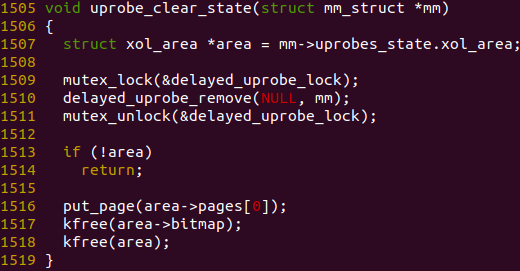 1505 void uprobe_clear_state(struct mm_struct *mm)
1506 {
1507   struct xol_area *area = mm->uprobes_state.xol_area;
1508
1509   mutex_lock(&delayed_uprobe_lock);
1510   delayed_uprobe_remove(NULL, mm);
1511   mutex_unlock(&delayed_uprobe_lock);
1512
1513   if (!area)
1514     return;
1515
1516   put_page(area->pages[0]);
1517   kfree(area->bitmap);
1518   kfree(area);
1519 }